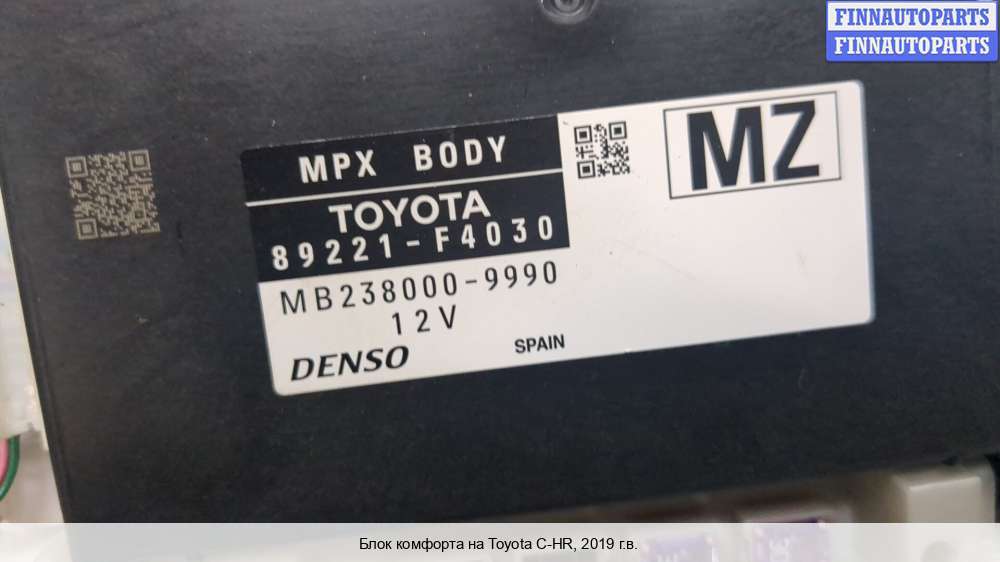 FINNAUTOPARTS
FINNAUTOPARTS
MPX BODY
MZ
TOYOTA
89221-F4030
MB238000-9990
12V
DENSO
SPAIN
Блок комфорта на Toyota C-HR, 2019 г.в.